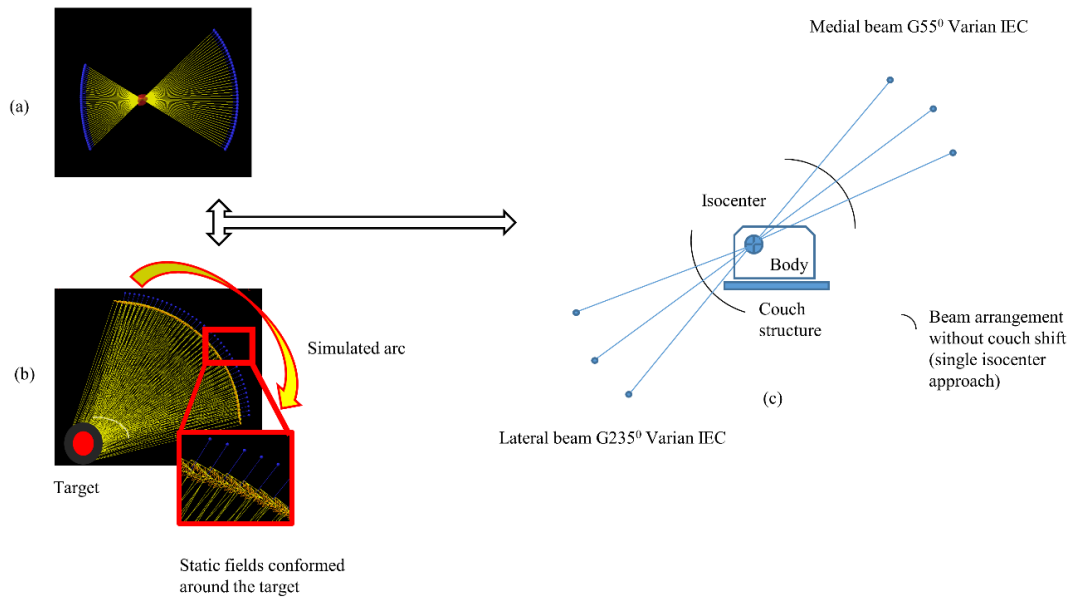 (a)
(b)
Simulated arc
Target
Static fields conformed
around the target
Medial beam G55⁰ Varian IEC
Isocenter
Body
Couch
structure
Beam arrangement
without couch shift
(single isocenter
approach)
(c)
Lateral beam G235⁰ Varian IEC